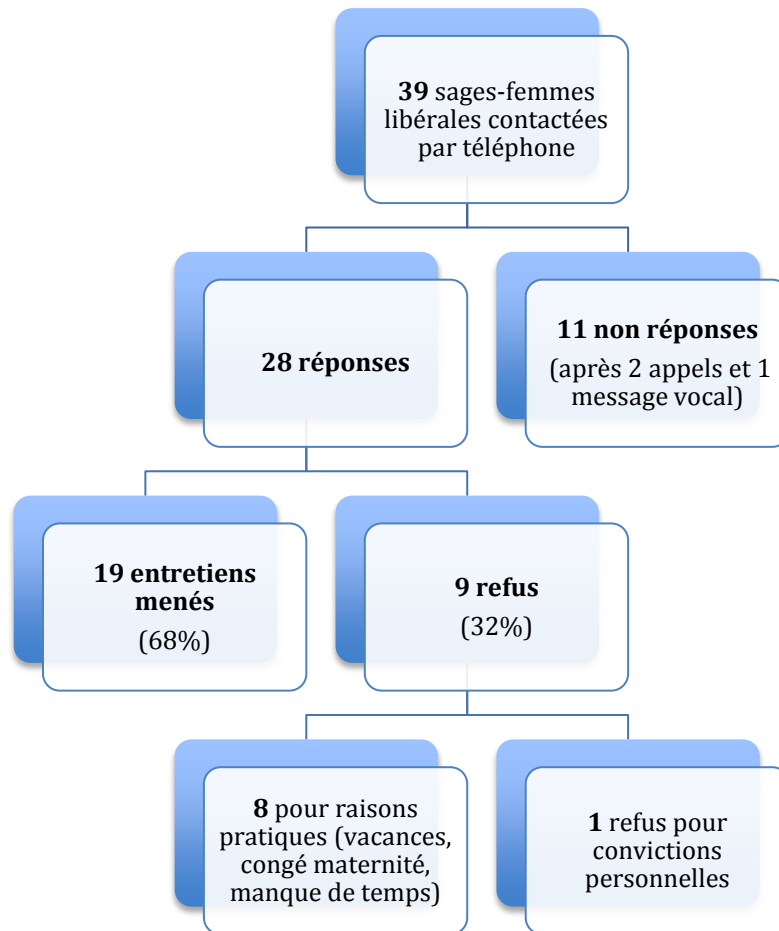 39 sages-femmes
libérales contactées
par téléphone
28 réponses
11 non réponses
(après 2 appels et 1
message vocal)
19 entretiens
menés
(68%)
9 refus
(32%)
8 pour raisons
pratiques (vacances,
congé maternité,
manque de temps)
1 refus pour
convictions
personnelles